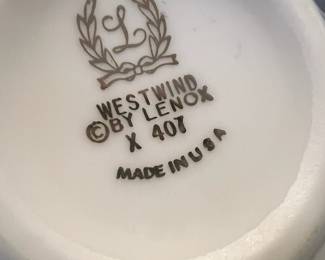 L
WESTWIND
©BY LENOX
X 407
MADE IN USA